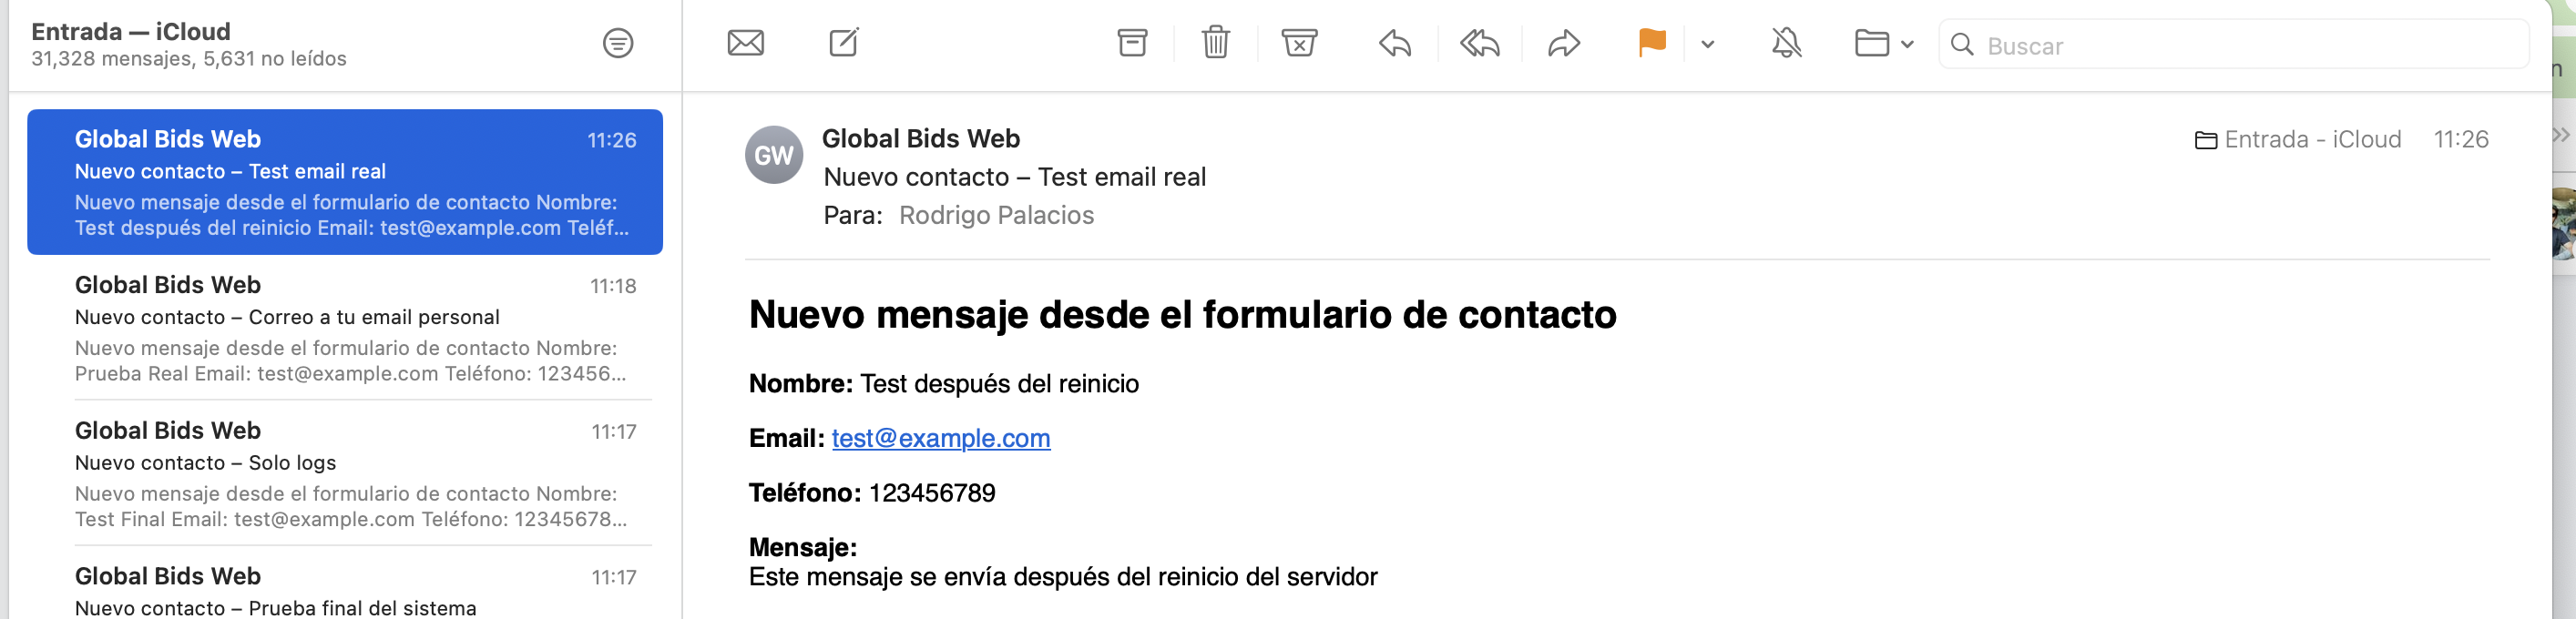 Entrada — iCloud
31,328 mensajes, 5,631 no leídos
Buscar
Global Bids Web 11:26
Nuevo contacto – Test email real
Nuevo mensaje desde el formulario de contacto Nombre:
Test después del reinicio Email: test@example.com Teléf...
Global Bids Web 11:18
Nuevo contacto – Correo a tu email personal
Nuevo mensaje desde el formulario de contacto Nombre:
Prueba Real Email: test@example.com Teléfono: 123456...
Global Bids Web 11:17
Nuevo contacto – Solo logs
Nuevo mensaje desde el formulario de contacto Nombre:
Test Final Email: test@example.com Teléfono: 12345678...
Global Bids Web 11:17
Nuevo contacto – Prueba final del sistema
GW
Global Bids Web
Entrada - iCloud 11:26
Nuevo contacto – Test email real
Para: Rodrigo Palacios
Nuevo mensaje desde el formulario de contacto
Nombre: Test después del reinicio
Email: test@example.com
Teléfono: 123456789
Mensaje:
Este mensaje se envía después del reinicio del servidor